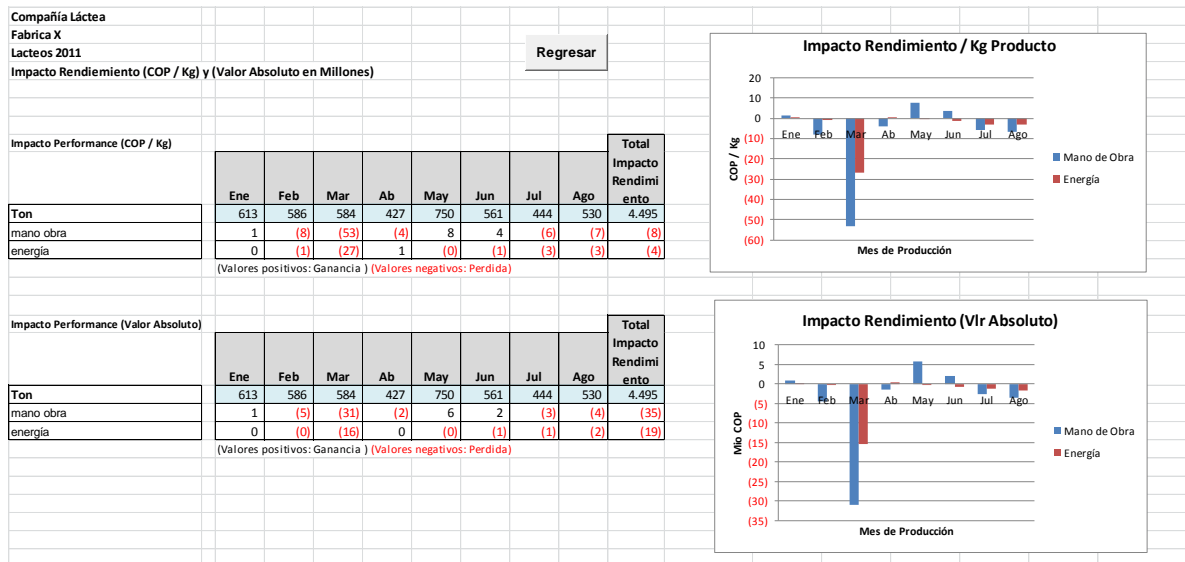 Compañía Láctea
Fabrica X
Lacteos 2011
Impacto Rendiemiento (COP / Kg) y (Valor Absoluto en Millones)
Regresar
Impacto Performance (COP / Kg)
Ene Feb Mar Ab May Jun Jul Ago Total Impacto Rendimi ento
Ton 613 586 584 427 750 561 444 530 4.495
mano obra 1 (8) (53) (4) 8 4 (6) (7) (8)
energía 0 (1) (27) 1 (0) (1) (3) (3) (4)
(Valores positivos: Ganancia ) (Valores negativos: Perdida)
Impacto Performance (Valor Absoluto)
Ene Feb Mar Ab May Jun Jul Ago Total Impacto Rendimi ento
Ton 613 586 584 427 750 561 444 530 4.495
mano obra 1 (5) (31) (2) 6 2 (3) (4) (35)
energía 0 (0) (16) 0 (0) (1) (1) (2) (19)
(Valores positivos: Ganancia ) (Valores negativos: Perdida)
Impacto Rendimiento / Kg Producto
COP / Kg
20
10
0
(10)
(20)
(30)
(40)
(50)
(60)
Ene Feb Mar Ab May Jun Jul Ago
Mano de Obra
Energía
Mes de Producción
Impacto Rendimiento (Vlr Absoluto)
Mio COP
10
5
0
(5)
(10)
(15)
(20)
(25)
(30)
(35)
Ene Feb Mar Ab May Jun Jul Ago
Mano de Obra
Energía
Mes de Producción